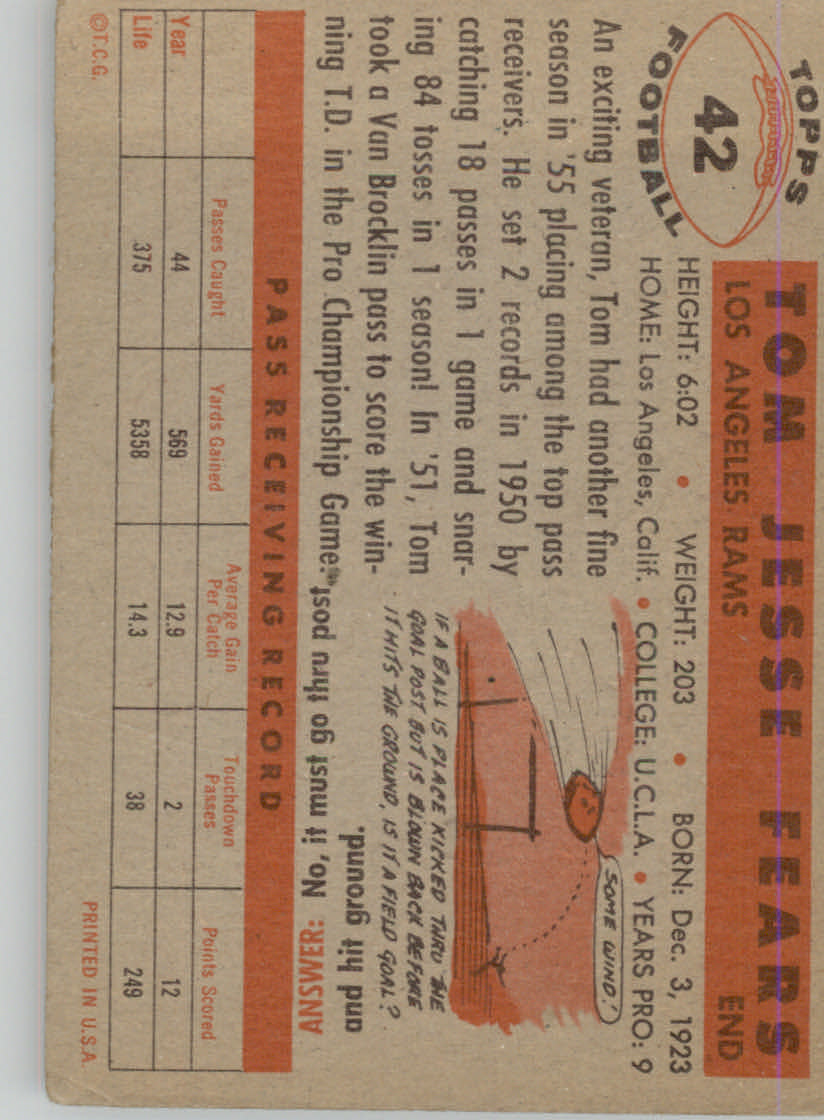 TOPPS
42
FOOTBALL
TOM JESSE FEARS
LOS ANGELES RAMS END
HEIGHT: 6:02 • WEIGHT: 203 • BORN: Dec. 3, 1923
HOME: Los Angeles, Calif. • COLLEGE: U.C.L.A. • YEARS PRO: 9
An exciting veteran, Tom had another fine
season in '55 placing among the top pass
receivers. He set 2 records in 1950 by
catching 18 passes in 1 game and snar-
ing 84 tosses in 1 season! In '51, Tom
took a Van Brocklin pass to score the win-
ning T.D. in the Pro Championship Game.
SOME WIND!
IF A BALL IS PLACE KICKED THRU THE
GOAL POST BUT IS BLOWN BACK BEFORE
IT HITS THE GROUND, IS IT A FIELD GOAL?
ANSWER: No, it must go thru post
and hit ground.
PASS RECEIVING RECORD
Passes Caught Yards Gained Average Gain Per Catch Touchdown Passes Points Scored
Year 44 569 12.9 2 12
Life 375 5358 14.3 38 249
©T.C.G. PRINTED IN U.S.A.